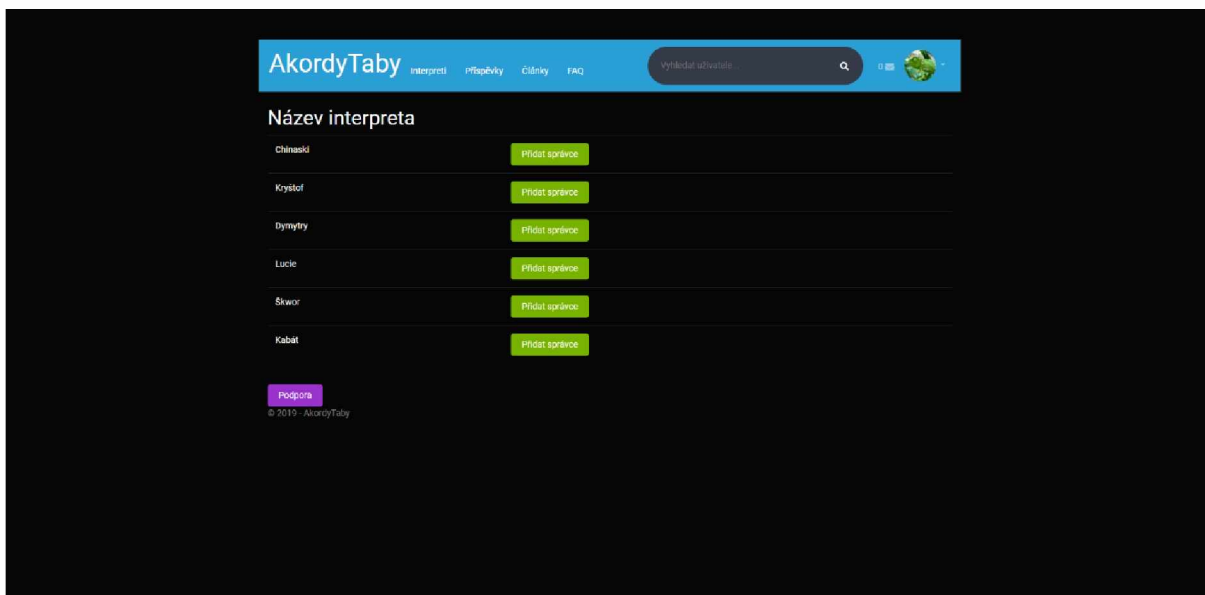 AkordyTaby Interpreti Příspěvky Články FAQ Vyhledat uživatele... 0
Název interpreta
Chinaski Přidat správce
Kryštof Přidat správce
Dymytry Přidat správce
Lucie Přidat správce
Škwor Přidat správce
Kabát Přidat správce
Podpora
© 2019 - AkordyTaby